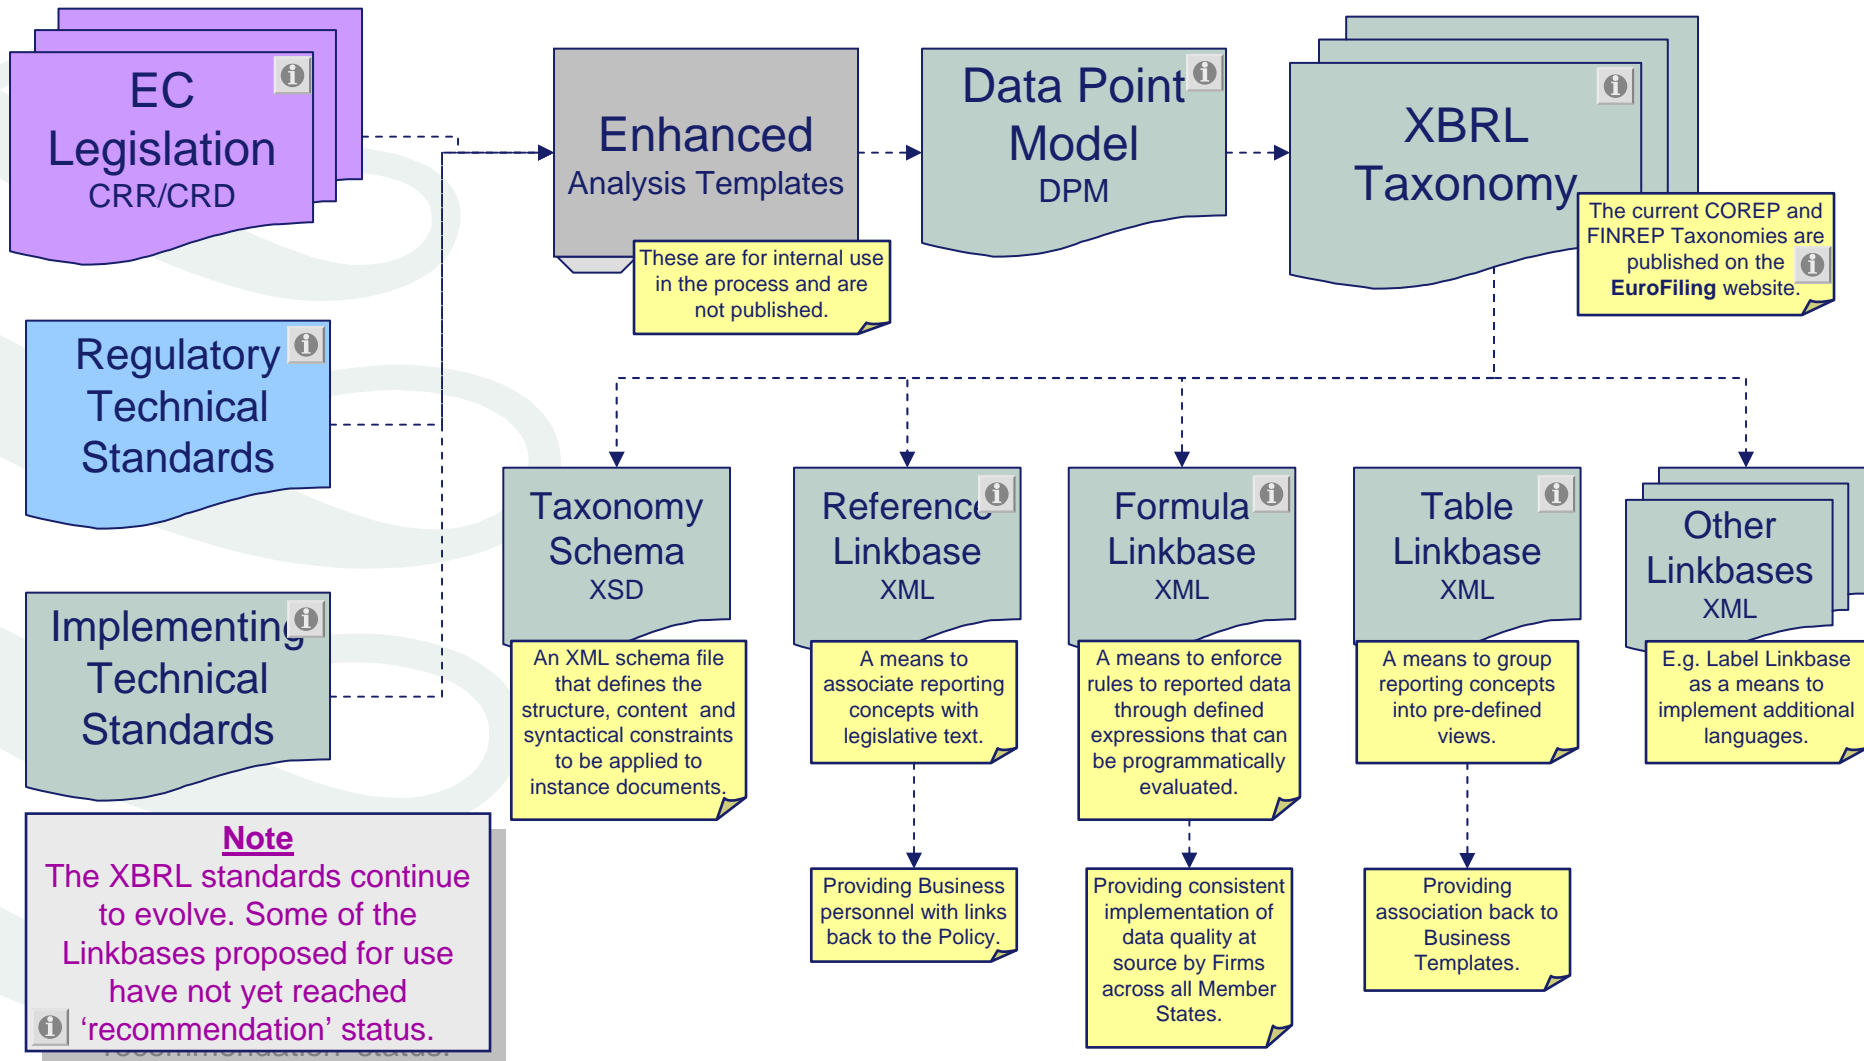 EC
Legislation
CRR/CRD
Enhanced
Analysis Templates
These are for internal use
in the process and are
not published.
Data Point
Model
DPM
XBRL
Taxonomy
The current COREP and
FINREP Taxonomies are
published on the
EuroFiling website.
Regulatory
Technical
Standards
Implementing
Technical
Standards
Taxonomy
Schema
XSD
An XML schema file
that defines the
structure, content and
syntactical constraints
to be applied to
instance documents.
Reference
Linkbase
XML
A means to
associate reporting
concepts with
legislative text.
Providing Business
personnel with links
back to the Policy.
Formula
Linkbase
XML
A means to enforce
rules to reported data
through defined
expressions that can
be programmatically
evaluated.
Providing consistent
implementation of
data quality at
source by Firms
across all Member
States.
Table
Linkbase
XML
A means to group
reporting concepts
into pre-defined
views.
Providing
association back to
Business
Templates.
Other
Linkbases
XML
E.g. Label Linkbase
as a means to
implement additional
languages.
Note
The XBRL standards continue
to evolve. Some of the
Linkbases proposed for use
have not yet reached
‘recommendation’ status.